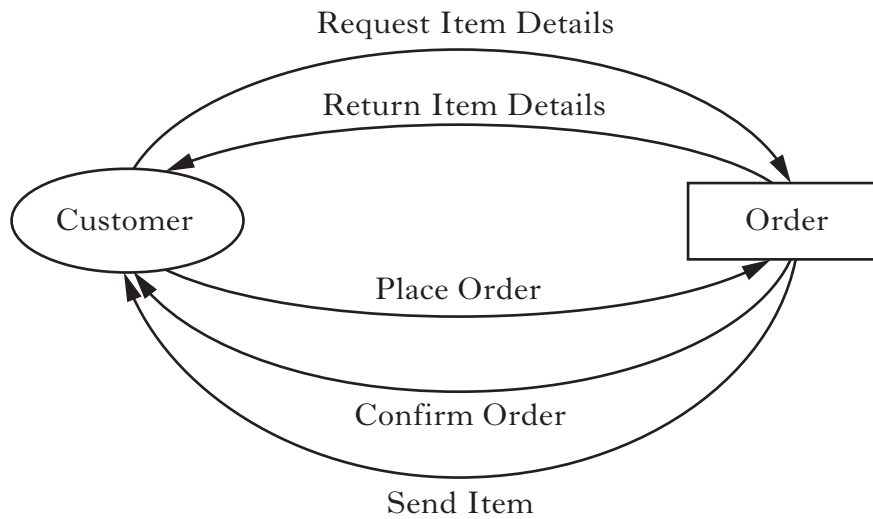 Request Item Details
Return Item Details
Customer
Order
Place Order
Confirm Order
Send Item